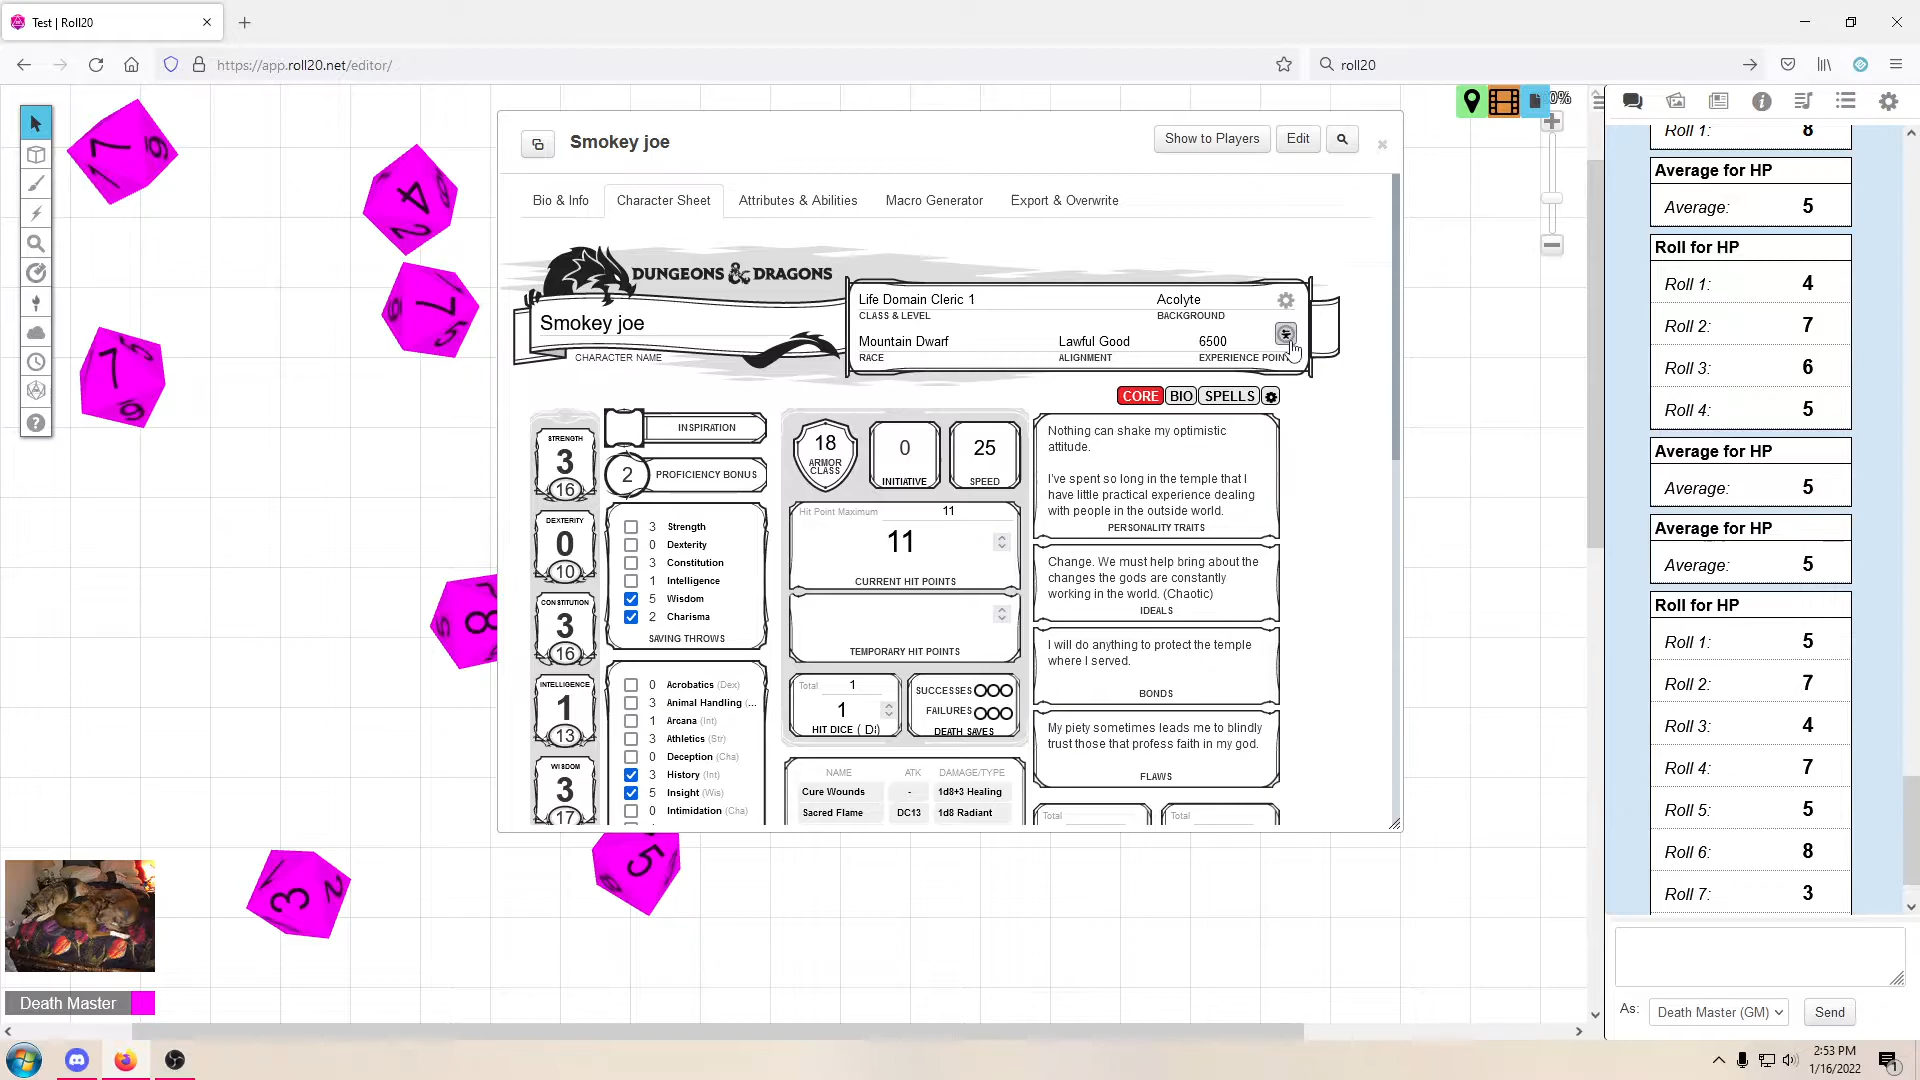 Test | Roll20
https://app.roll20.net/editor/
roll20
Smokey joe
Show to Players
Edit
Bio & Info
Character Sheet
Attributes & Abilities
Macro Generator
Export & Overwrite
DUNGEONS & DRAGONS
Smokey joe
CHARACTER NAME
Life Domain Cleric 1
Acolyte
CLASS & LEVEL
BACKGROUND
Mountain Dwarf
Lawful Good
6500
RACE
ALIGNMENT
EXPERIENCE POIN
CORE
BIO
SPELLS
STRENGTH
3
16
DEXTERITY
0
10
CONSTITUTION
3
16
INTELLIGENCE
1
13
WISDOM
3
17
INSPIRATION
2
PROFICIENCY BONUS
3 Strength
0 Dexterity
3 Constitution
1 Intelligence
5 Wisdom
2 Charisma
SAVING THROWS
0 Acrobatics (Dex)
3 Animal Handling (...
1 Arcana (Int)
3 Athletics (Str)
0 Deception (Cha)
3 History (Int)
5 Insight (Wis)
0 Intimidation (Cha)
18
ARMOR
CLASS
0
INITIATIVE
25
SPEED
Hit Point Maximum 11
11
CURRENT HIT POINTS
TEMPORARY HIT POINTS
Total 1
1
HIT DICE
SUCCESSES
FAILURES
DEATH SAVES
NAME ATK DAMAGE/TYPE
Cure Wounds - 1d8+3 Healing
Sacred Flame DC13 1d8 Radiant
Nothing can shake my optimistic
attitude.
I've spent so long in the temple that I
have little practical experience dealing
with people in the outside world.
PERSONALITY TRAITS
Change. We must help bring about the
changes the gods are constantly
working in the world. (Chaotic)
IDEALS
I will do anything to protect the temple
where I served.
BONDS
My piety sometimes leads me to blindly
trust those that profess faith in my god.
FLAWS
Total
Total
Roll 1: 8
Average for HP
Average: 5
Roll for HP
Roll 1: 4
Roll 2: 7
Roll 3: 6
Roll 4: 5
Average for HP
Average: 5
Average for HP
Average: 5
Roll for HP
Roll 1: 5
Roll 2: 7
Roll 3: 4
Roll 4: 7
Roll 5: 5
Roll 6: 8
Roll 7: 3
As:
Death Master (GM)
Send
17
4
2
7
5
7
8
3
5
Death Master
2:53 PM
1/16/2022
1